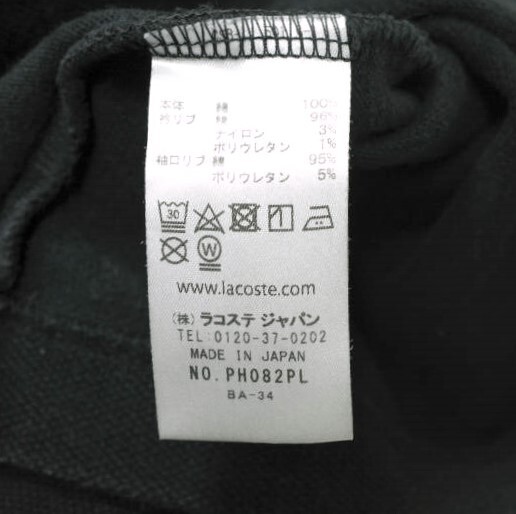 本体 綿 100%
衿リブ 綿 96%
ナイロン 3%
ポリウレタン 1%
袖口リブ 綿 95%
ポリウレタン 5%
30
W
www.lacoste.com
(株) ラコステ ジャパン
TEL:0120-37-0202
MADE IN JAPAN
NO. PH082PL
BA-34